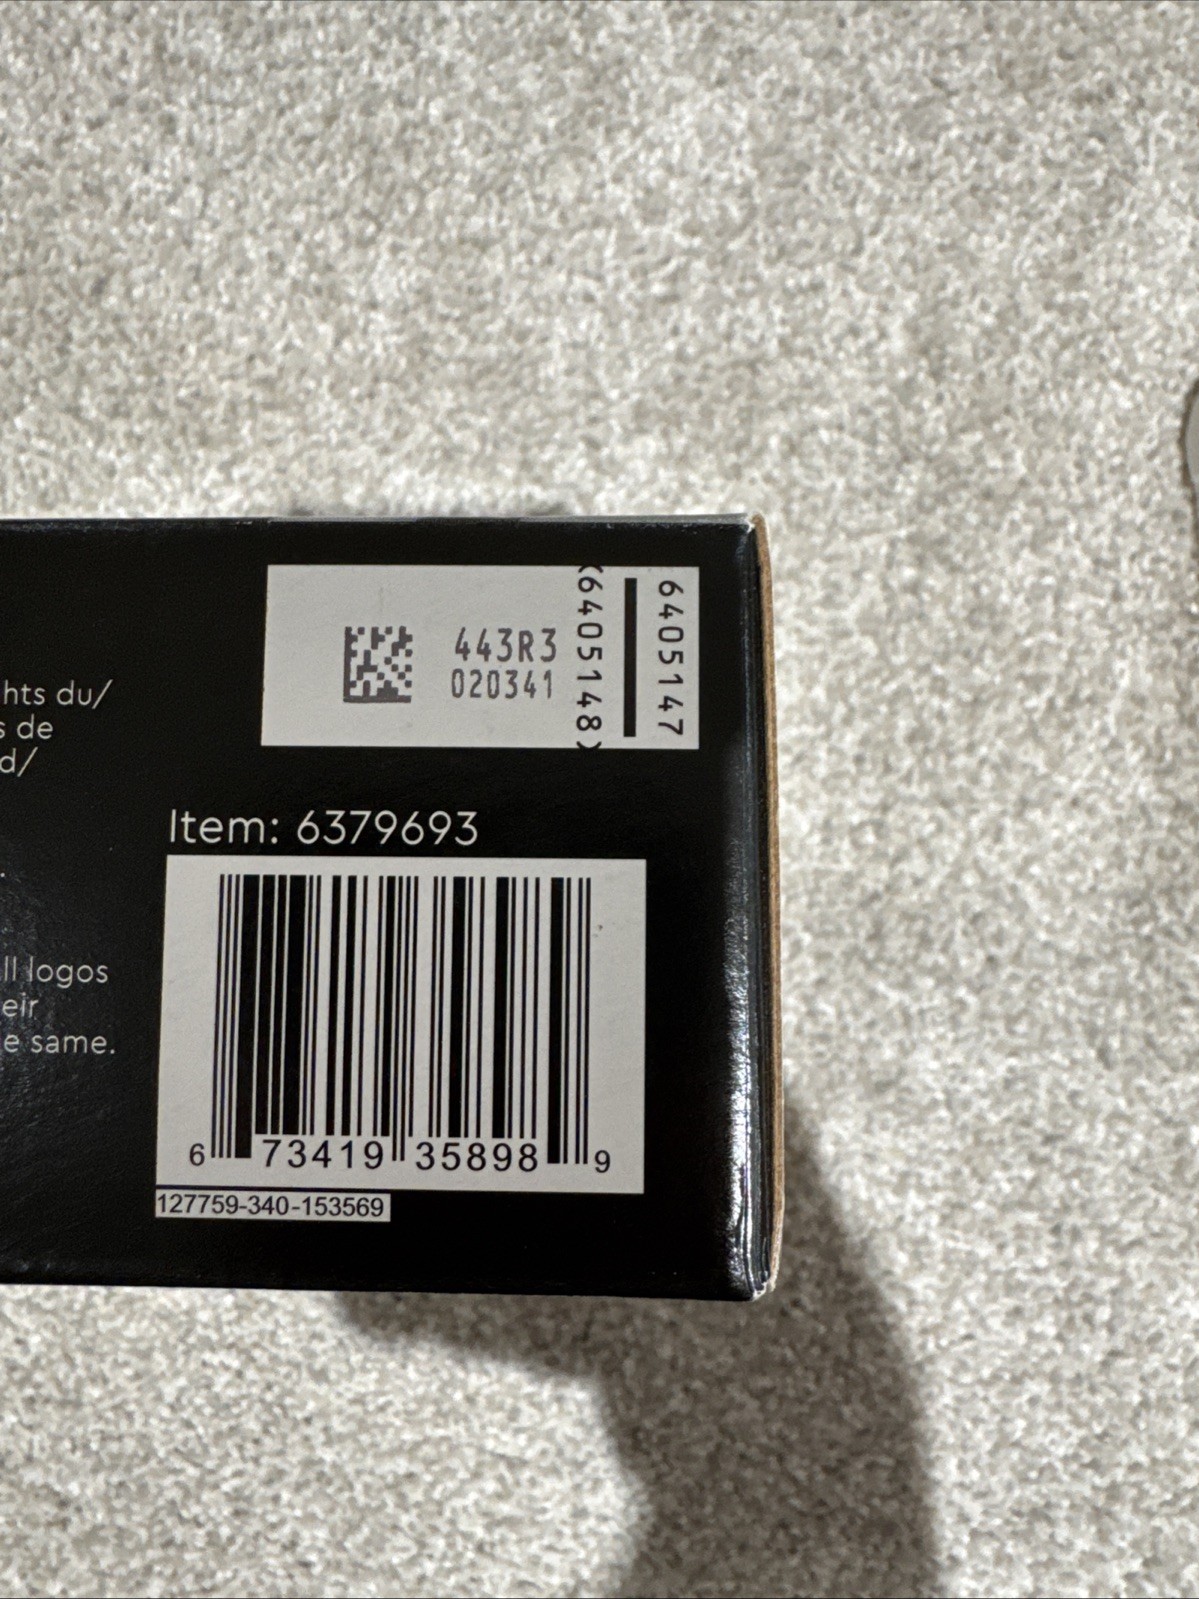 443R3
020341
(6405148)
6405147
hts du/
s de
d/
Item: 6379693
ll logos
eir
e same.
6 73419 35898 9
127759-340-153569